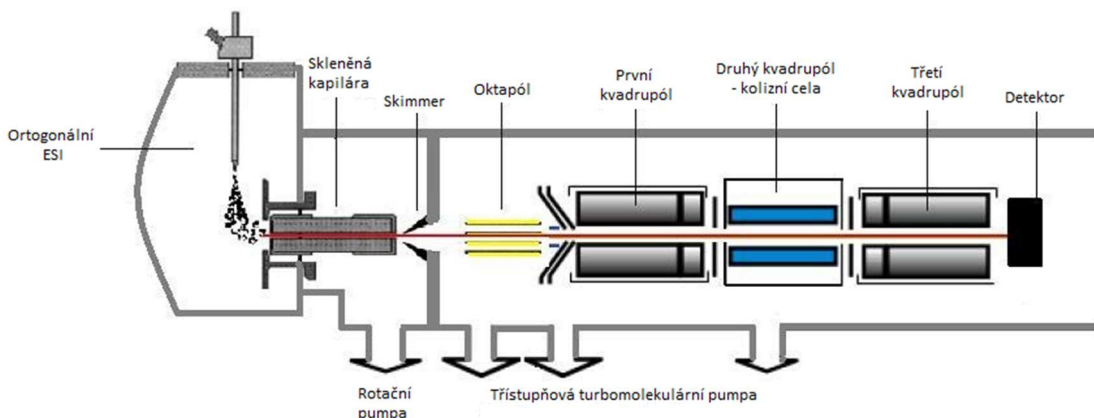 Ortogonální
ESI
Skleněná
kapilára
Skimmer
Oktapól
První
kvadrupól
Druhý kvadrupól
- kolizní cela
Třetí
kvadrupól
Detektor
Rotační
pumpa
Třístupňová turbomolekulární pumpa